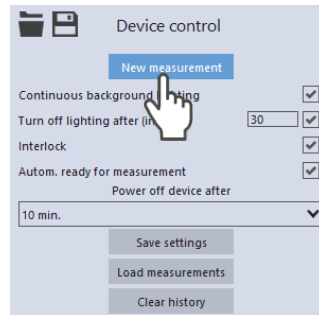 Device control
New measurement
Continuous background lighting
Turn off lighting after 30
Interlock
Autom. ready for measurement
Power off device after
10 min.
Save settings
Load measurements
Clear history